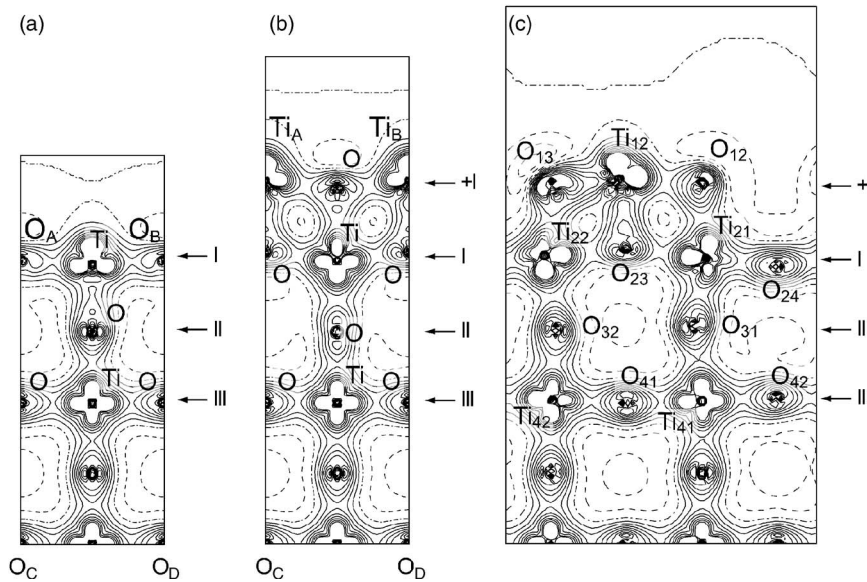 (a)
O_A Ti O_B
I
O
II
O Ti O
III
O_C O_D
(b)
Ti_A Ti_B
O
+I
Ti
I
O O
O
II
Ti
III
O_C O_D
(c)
O_13 Ti_12 O_12
+
Ti_22 Ti_21
I
O_23 O_24
O_32 O_31
II
O_41 O_42
II
Ti_42 Ti_41